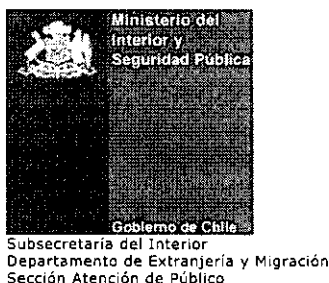 Ministerio del
Interior y
Seguridad Pública
Gobierno de Chile
Subsecretaría del Interior
Departamento de Extranjería y Migración
Sección Atención de Público